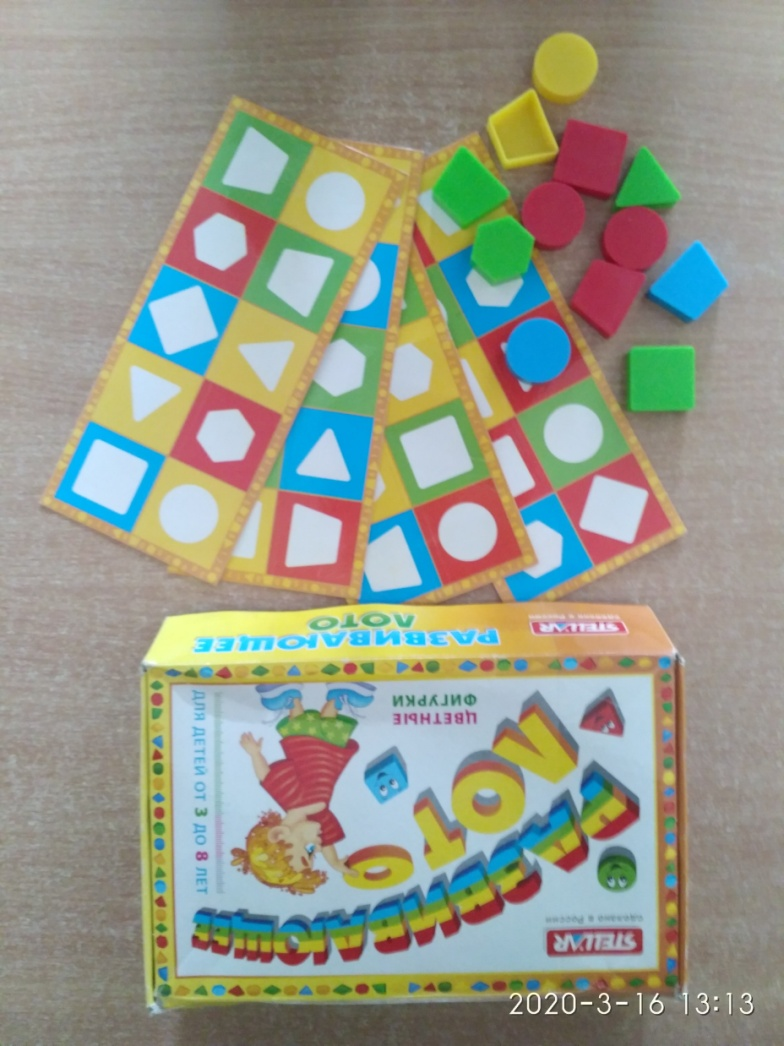 STELLAR
сделано в России
РАЗВИВАЮЩЕЕ
ЛОТО
STELLAR
сделано в России
РАЗВИВАЮЩЕЕ
ЛОТО
ЦВЕТНЫЕ
ФИГУРКИ
ДЛЯ ДЕТЕЙ ОТ 3 ДО 8 ЛЕТ
2020-3-16 13:13